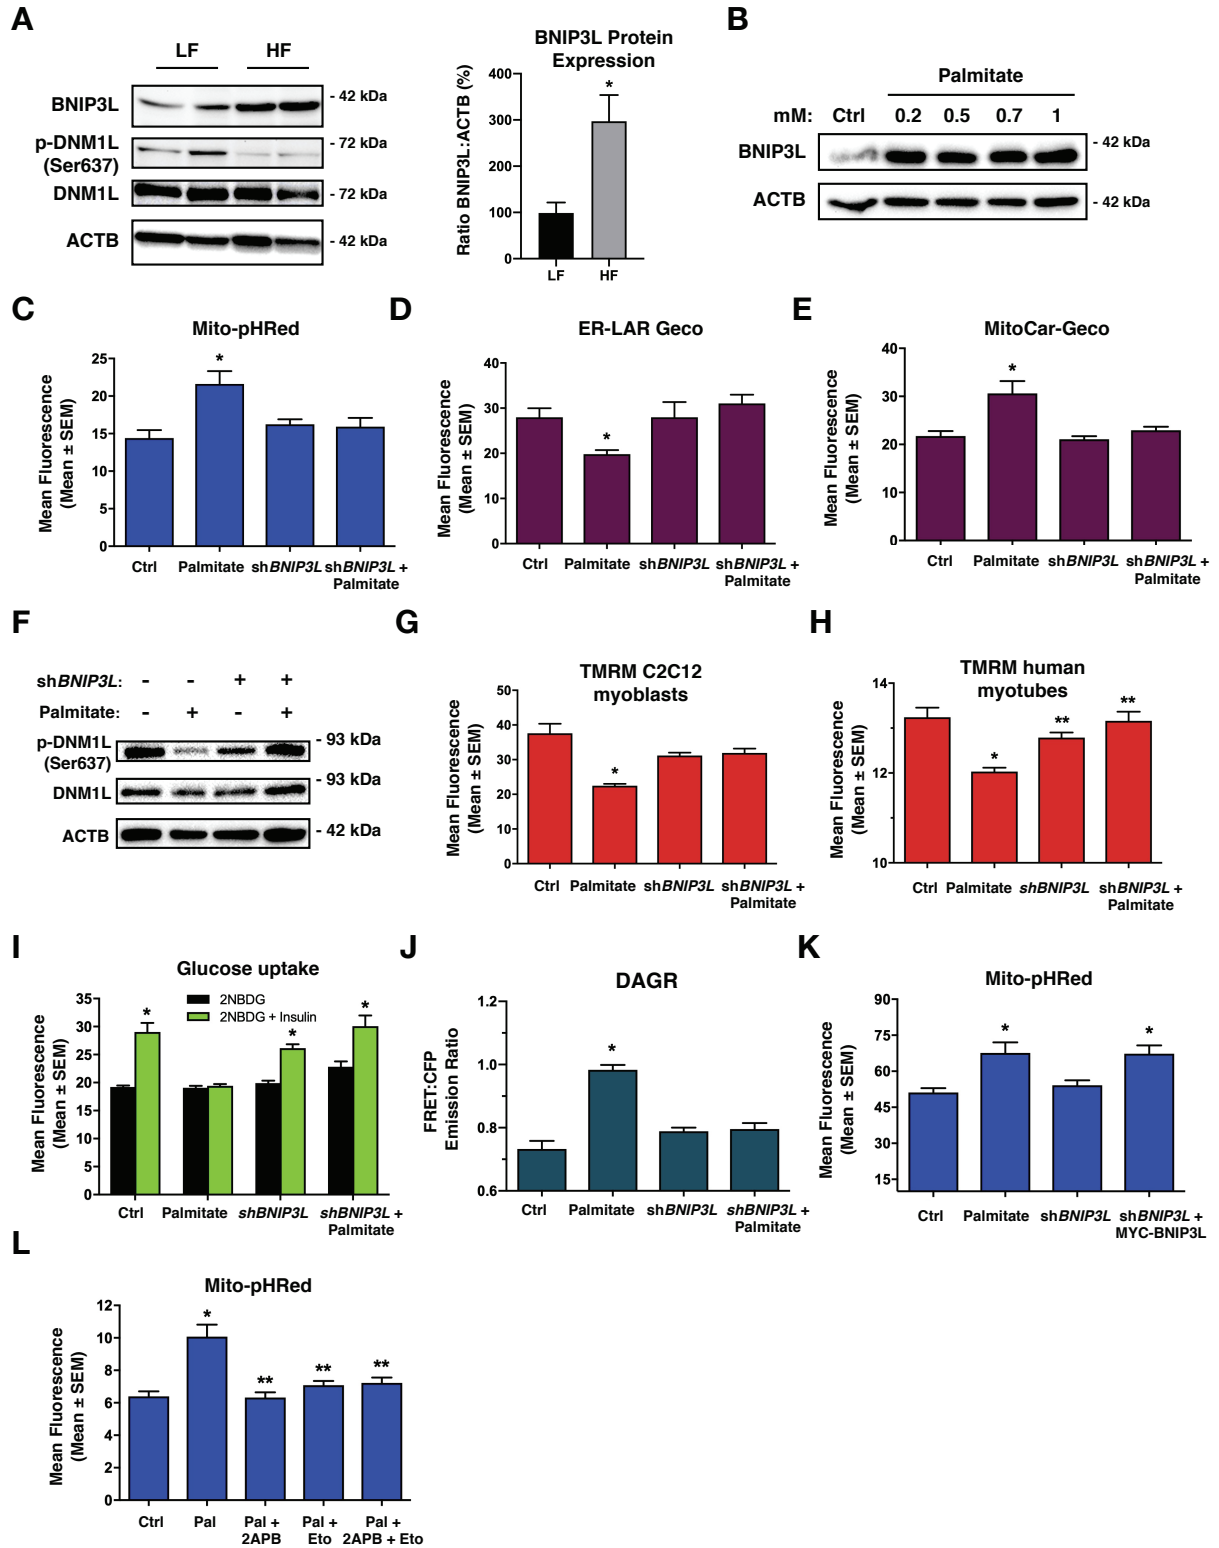 A
LF HF
BNIP3L
- 42 kDa
p-DNM1L
(Ser637)
- 72 kDa
DNM1L
- 72 kDa
ACTB
- 42 kDa
BNIP3L Protein
Expression
Ratio BNIP3L:ACTB (%)
400
300
200
100
0
LF HF
*
B
Palmitate
mM: Ctrl 0.2 0.5 0.7 1
BNIP3L
- 42 kDa
ACTB
- 42 kDa
C
Mito-pHRed
Mean Fluorescence
(Mean ± SEM)
25
20
15
10
5
0
*
Ctrl Palmitate shBNIP3L shBNIP3L +
Palmitate
D
ER-LAR Geco
Mean Fluorescence
(Mean ± SEM)
40
30
20
10
0
*
Ctrl Palmitate shBNIP3L shBNIP3L +
Palmitate
E
MitoCar-Geco
Mean Fluorescence
(Mean ± SEM)
40
30
20
10
0
*
Ctrl Palmitate shBNIP3L shBNIP3L +
Palmitate
F
shBNIP3L: - - + +
Palmitate: - + - +
p-DNM1L
(Ser637)
- 93 kDa
DNM1L
- 93 kDa
ACTB
- 42 kDa
G
TMRM C2C12
myoblasts
Mean Fluorescence
(Mean ± SEM)
50
40
30
20
10
0
*
Ctrl Palmitate shBNIP3L shBNIP3L +
Palmitate
H
TMRM human
myotubes
Mean Fluorescence
(Mean ± SEM)
14
12
10
* ** **
Ctrl Palmitate shBNIP3L shBNIP3L +
Palmitate
I
Glucose uptake
2NBDG
2NBDG + Insulin
Mean Fluorescence
(Mean ± SEM)
35
30
25
20
15
10
5
0
* * *
Ctrl Palmitate shBNIP3L shBNIP3L +
Palmitate
J
DAGR
FRET:CFP
Emission Ratio
1.2
1.0
0.8
0.6
*
Ctrl Palmitate shBNIP3L shBNIP3L +
Palmitate
K
Mito-pHRed
Mean Fluorescence
(Mean ± SEM)
90
75
60
45
30
15
* *
Ctrl Palmitate shBNIP3L shBNIP3L +
MYC-BNIP3L
L
Mito-pHRed
Mean Fluorescence
(Mean ± SEM)
12
10
8
6
4
2
0
* ** ** **
Ctrl Pal Pal + Pal + Pal +
2APB Eto 2APB + Eto